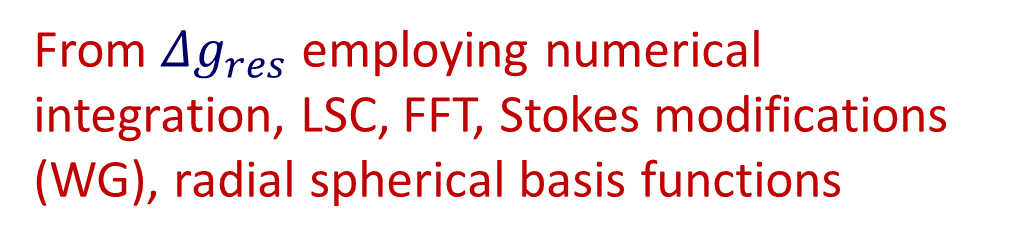 From Δg_res employing numerical
integration, LSC, FFT, Stokes modifications
(WG), radial spherical basis functions